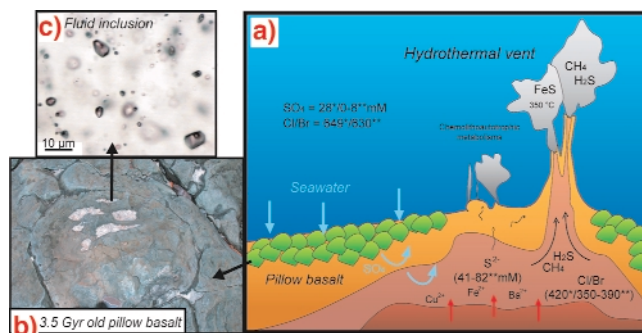 c) Fluid inclusion
10 µm
b) 3.5 Gyr old pillow basalt
a)
Hydrothermal vent
CH₄
H₂S
FeS
350 °C
SO₄ = 28*/0-8**mM
Cl/Br = 649*/630**
Seawater
Pillow basalt
SO₄
S²⁻
(41-82**mM)
H₂S
CH₄
Cl/Br
(420*/350-390**)
Cu²⁺ Fe²⁺ Ba²⁺